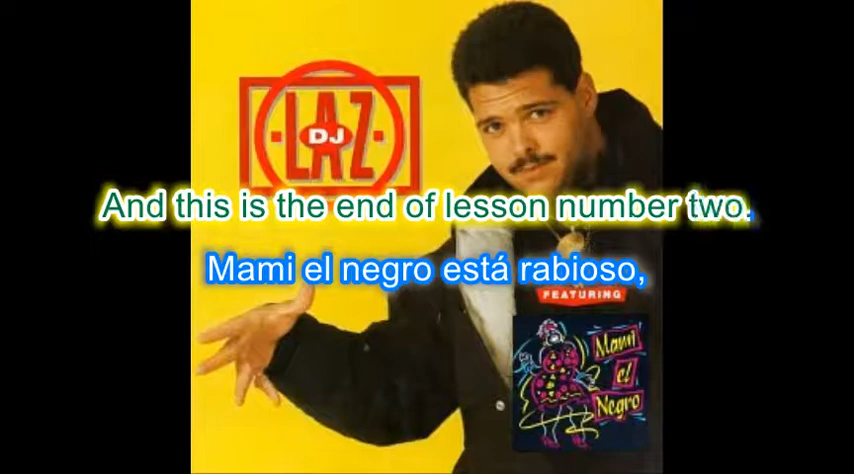 DJ
LAZ
And this is the end of lesson number two.
Mami el negro está rabioso,
FEATURING
Mami
el
Negro